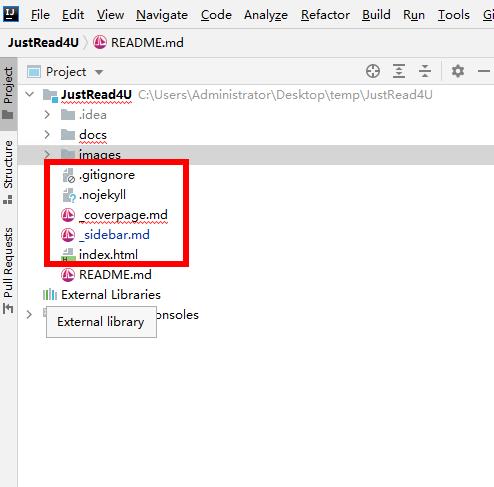 IJ File Edit View Navigate Code Analyze Refactor Build Run Tools Gi
JustRead4U README.md
Project
Project
JustRead4U C:\Users\Administrator\Desktop\temp\JustRead4U
.idea
docs
images
.gitignore
.nojekyll
_coverpage.md
_sidebar.md
index.html
README.md
External Libraries
onsoles
External library
Structure
Pull Requests